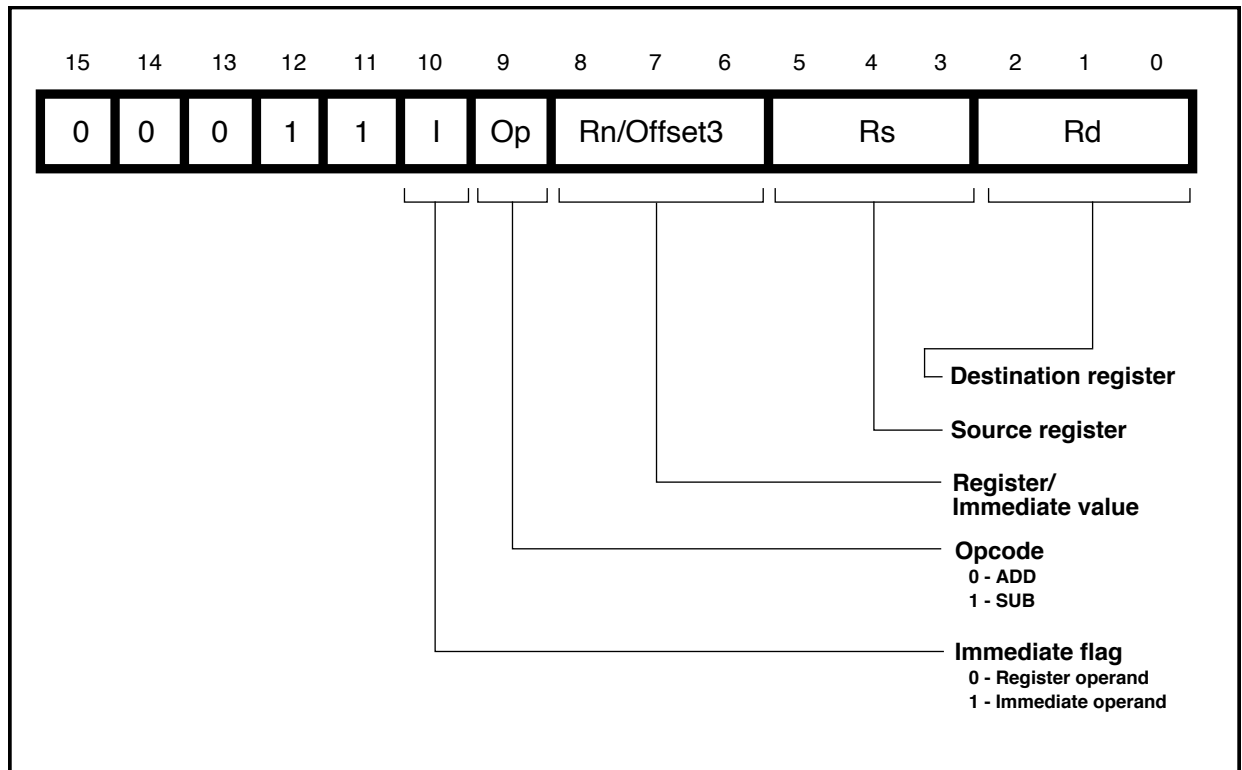 15 14 13 12 11 10 9 8 7 6 5 4 3 2 1 0
0 0 0 1 1 I Op Rn/Offset3 Rs Rd
Destination register
Source register
Register/
Immediate value
Opcode
0 - ADD
1 - SUB
Immediate flag
0 - Register operand
1 - Immediate operand